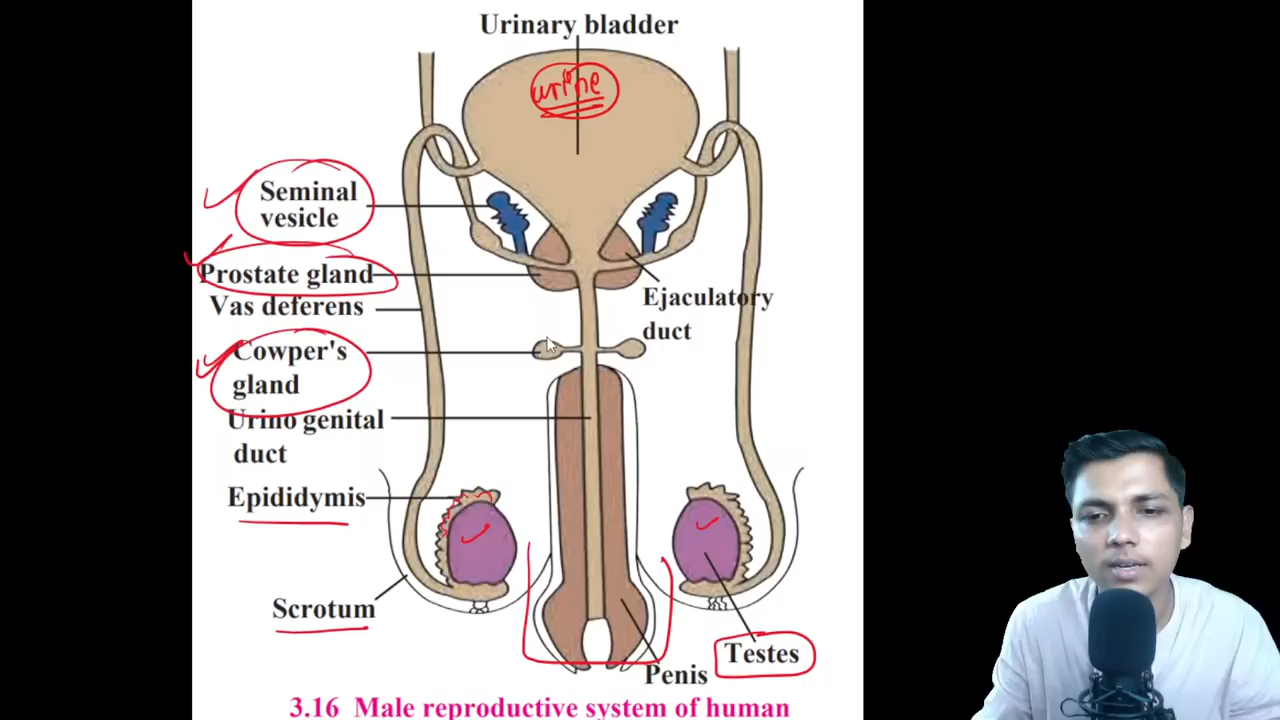 Urinary bladder
urine
Seminal
vesicle
Prostate gland
Vas deferens
Ejaculatory
duct
Cowper's
gland
Urino genital
duct
Epididymis
Scrotum
Testes
Penis
3.16 Male reproductive system of human